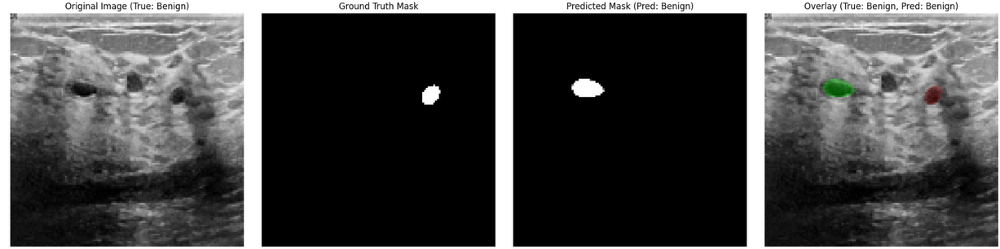 Original Image (True: Benign)
Ground Truth Mask
Predicted Mask (Pred: Benign)
Overlay (True: Benign, Pred: Benign)